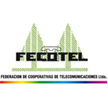 FECOTEL
FEDERACION DE COOPERATIVAS DE TELECOMUNICACIONES Ltda.